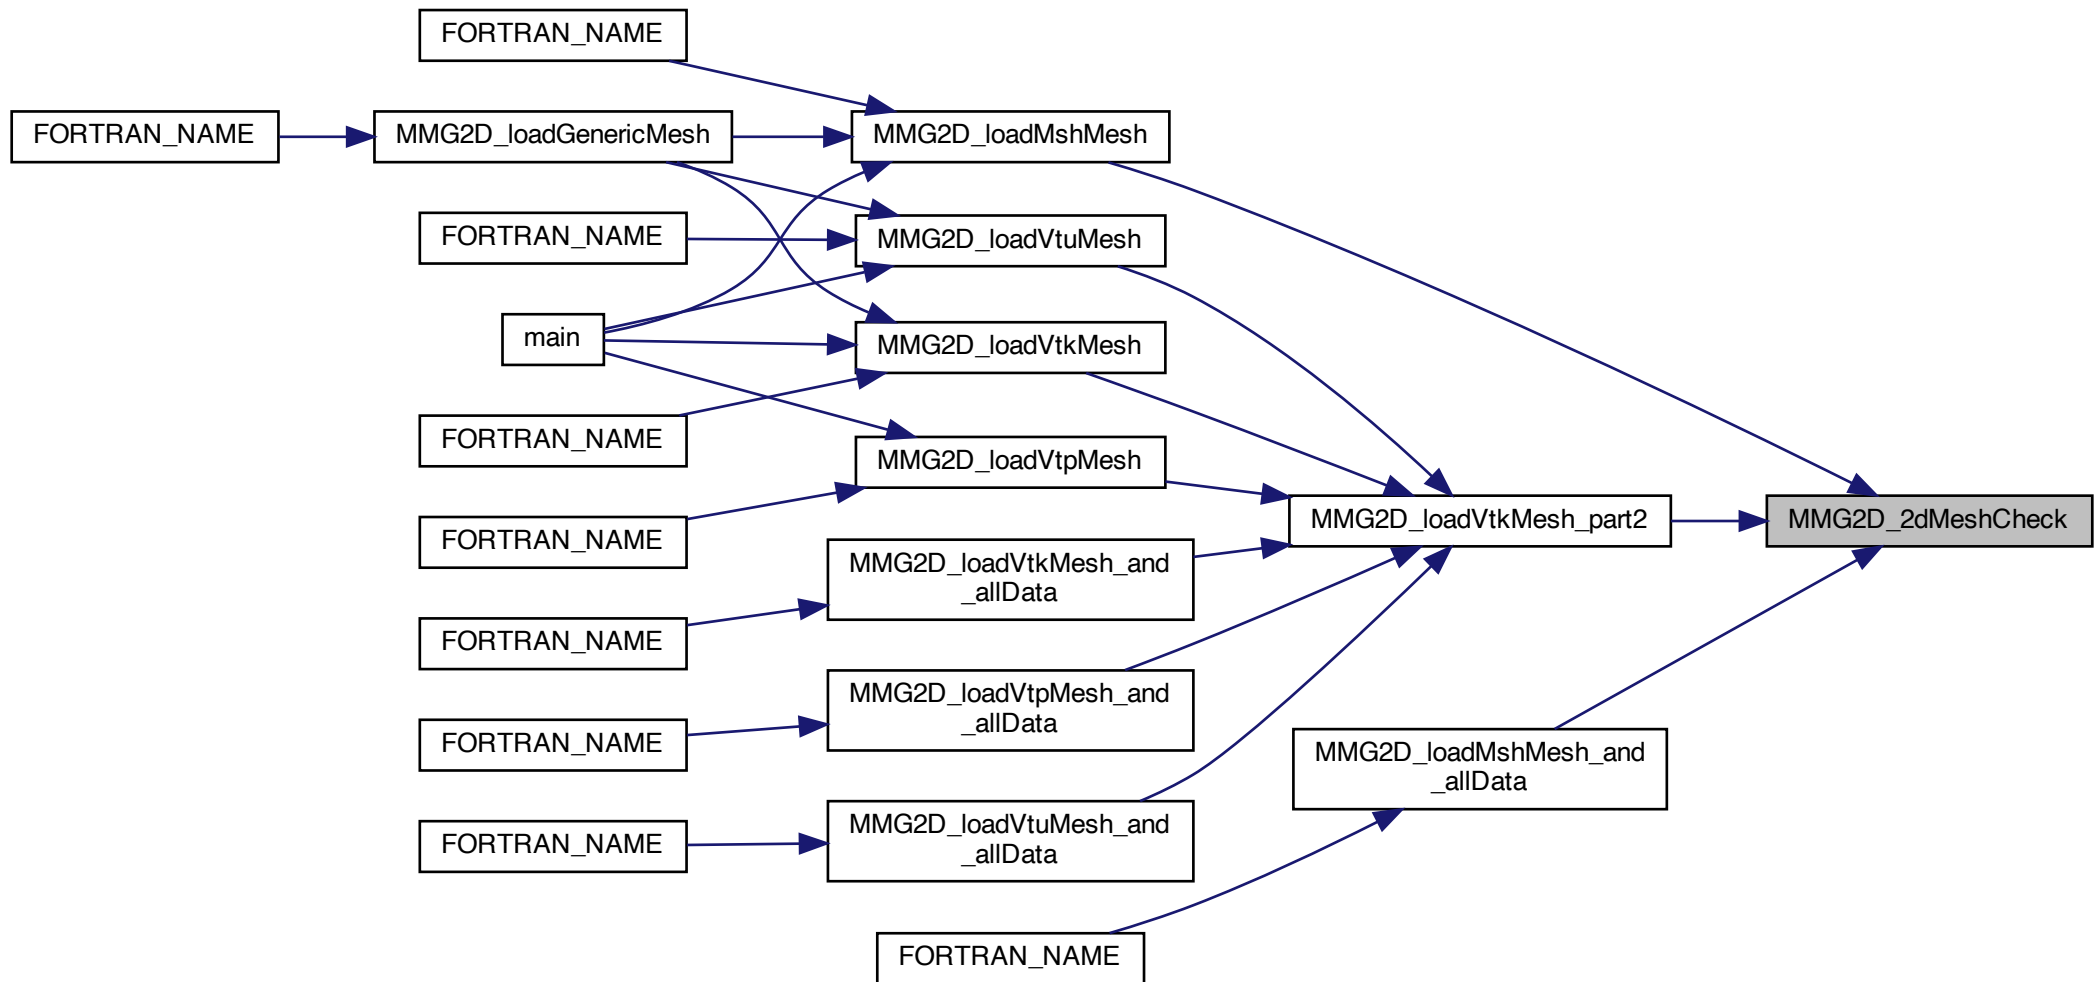 FORTRAN_NAME
FORTRAN_NAME
MMG2D_loadGenericMesh
MMG2D_loadMshMesh
FORTRAN_NAME
MMG2D_loadVtuMesh
main
MMG2D_loadVtkMesh
FORTRAN_NAME
MMG2D_loadVtpMesh
FORTRAN_NAME
MMG2D_loadVtkMesh_part2
MMG2D_2dMeshCheck
MMG2D_loadVtkMesh_and
_allData
FORTRAN_NAME
MMG2D_loadVtpMesh_and
_allData
FORTRAN_NAME
MMG2D_loadMshMesh_and
_allData
MMG2D_loadVtuMesh_and
_allData
FORTRAN_NAME
FORTRAN_NAME